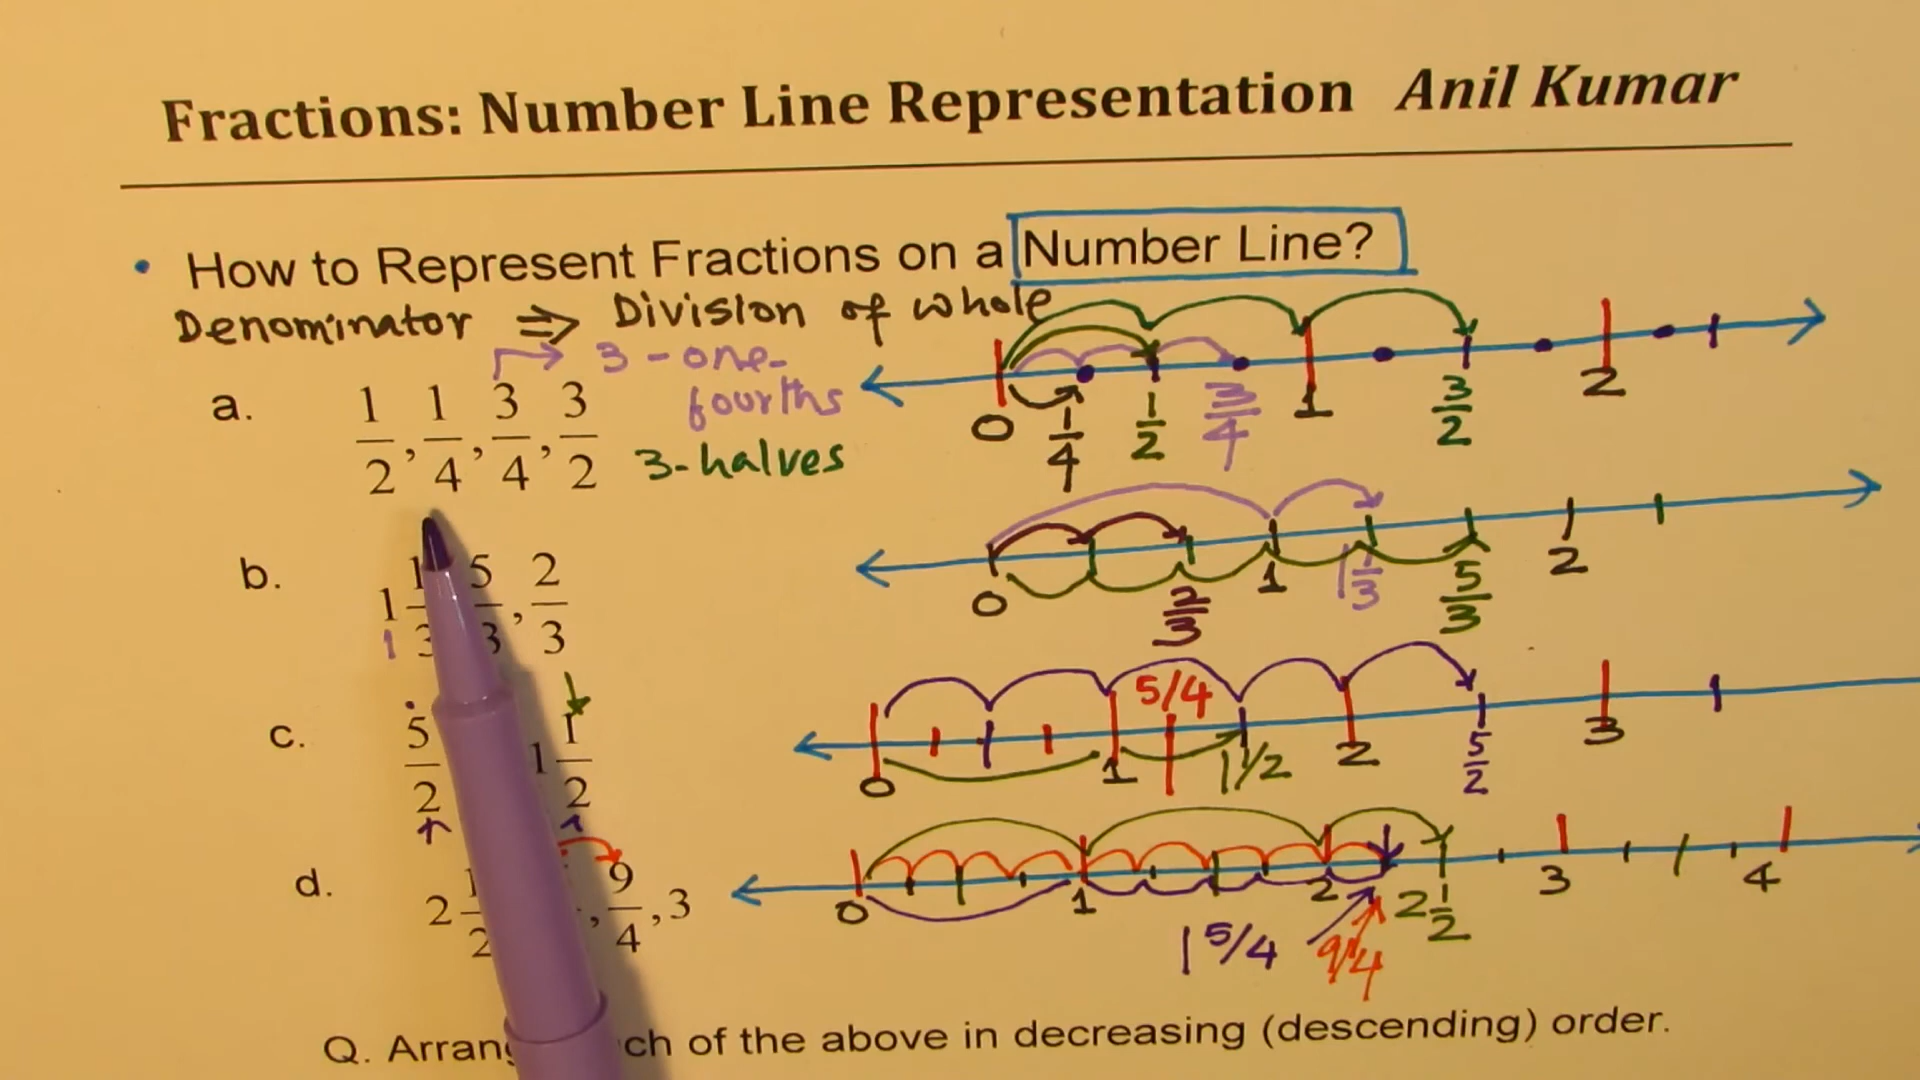 Fractions: Number Line Representation Anil Kumar
• How to Represent Fractions on a Number Line?
Denominator ⇒ Division of whole
3-one-
fourths
a. 1/2, 1/4, 3/4, 3/2
3-halves
0 1/4 1/2 3/4 1 3/2 2
b. 1 5/3, 2/3
0 2/3 1 1 1/3 5/3 2
c. 5/2 1 1/2
5/4
0 1 1 1/2 2 5/2 3
d. 2 1/2, 9/4, 3
0 1 2 2 1/2 3 4
1 5/4 9/4
Q. of the above in decreasing (descending) order.